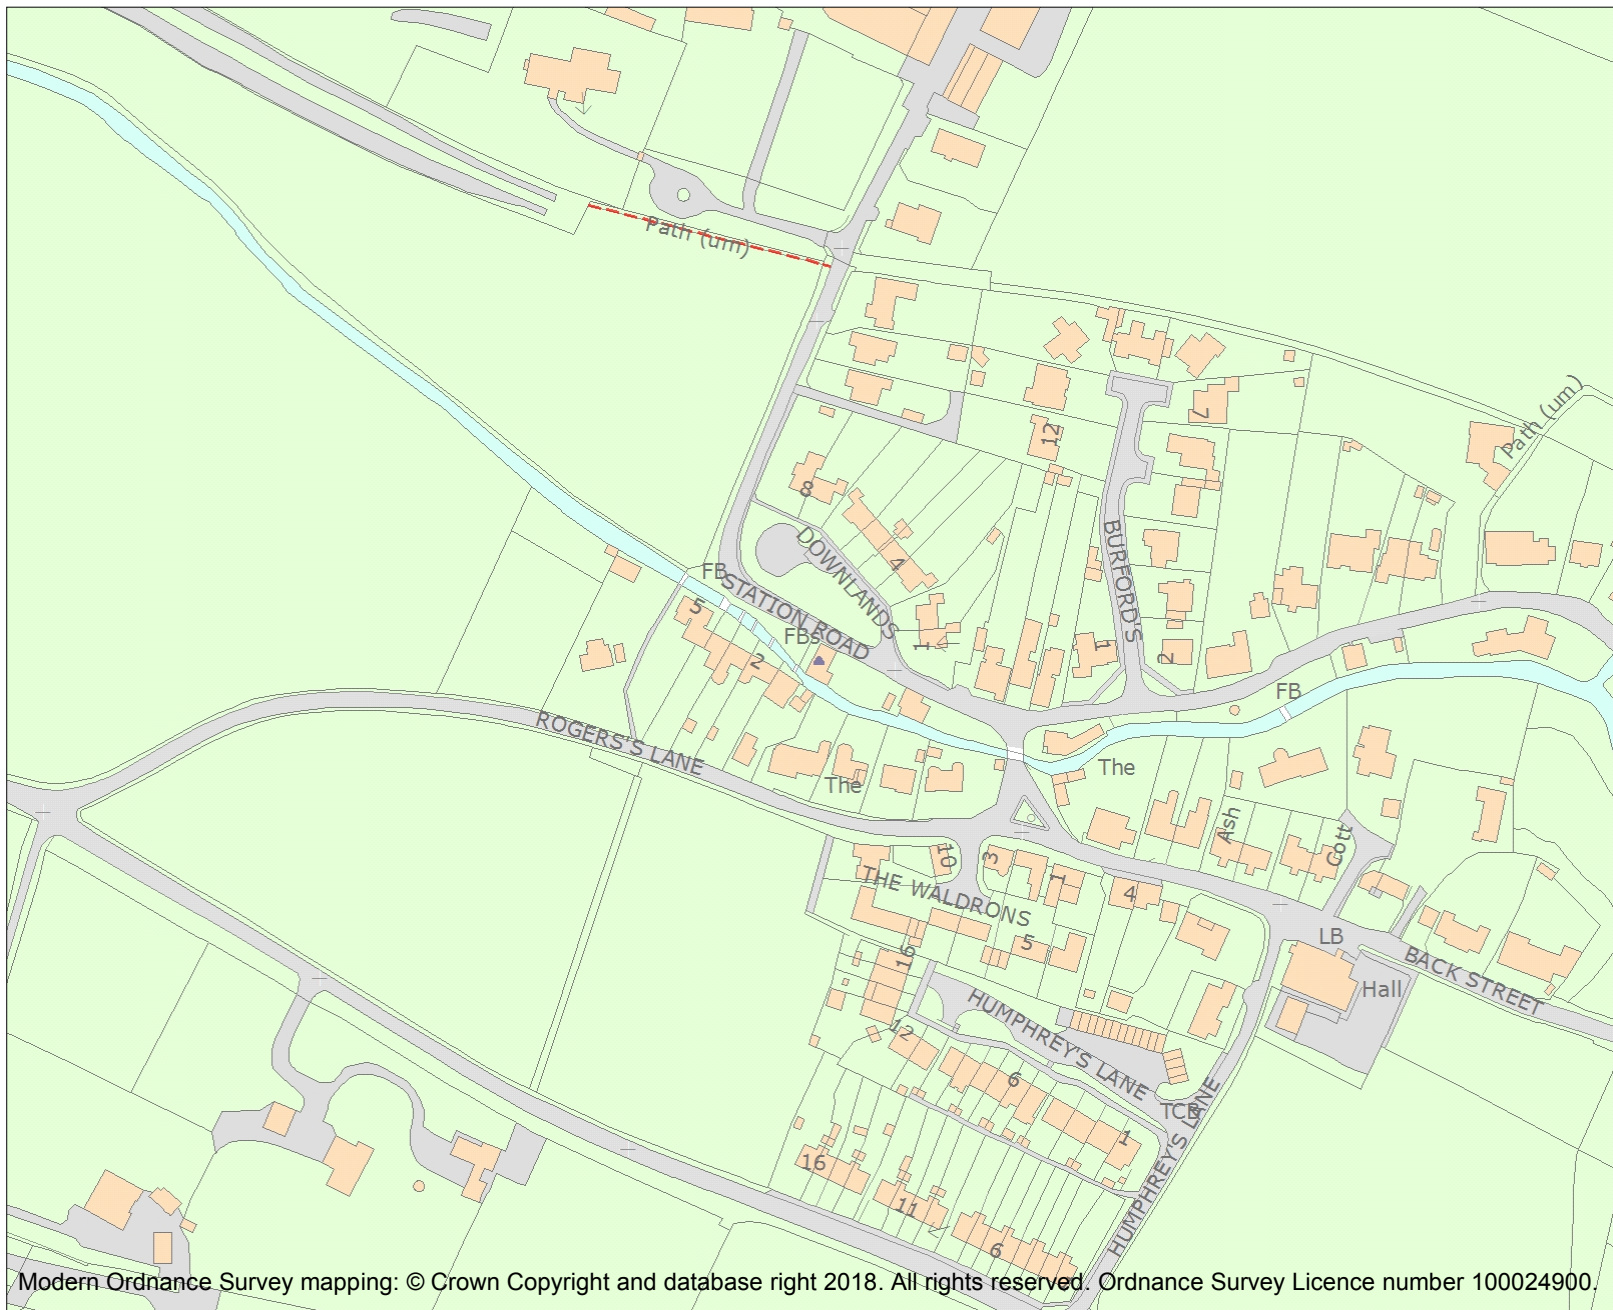 Path (um)
Path (um)
7
12
8
DOWNLANDS
4
BURFORD'S
FB
STATION ROAD
5
FBs
1
1
2
2
FB
ROGERS'S LANE
The
The
Ash
Cott
10
3
1
4
THE WALDRONS
5
16
LB
BACK STREET
Hall
HUMPHREY'S LANE
12
6
TCB
1
HUMPHREY'S LANE
16
11
6
Modern Ordnance Survey mapping: © Crown Copyright and database right 2018. All rights reserved. Ordnance Survey Licence number 100024900.